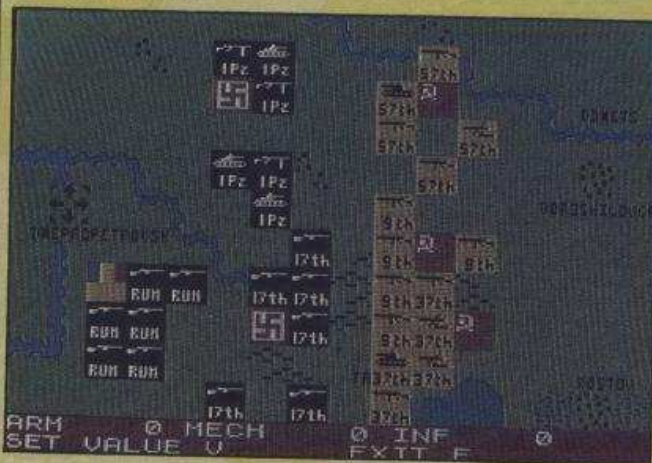 1Pz 1Pz 57th
1Pz 57th
DONETS
57th 57th
1Pz 1Pz 57th
1Pz 9th
DNEPROPETROVSK
17th 9th 9th
RUM RUM 17th 17th 9th 37th
RUM RUM 17th 9th 37th
RUM RUM 37th 37th
ROSTOV
17th 17th 37th
ARM 0 MECH 0 INF 0
SET VALUE V EXIT F